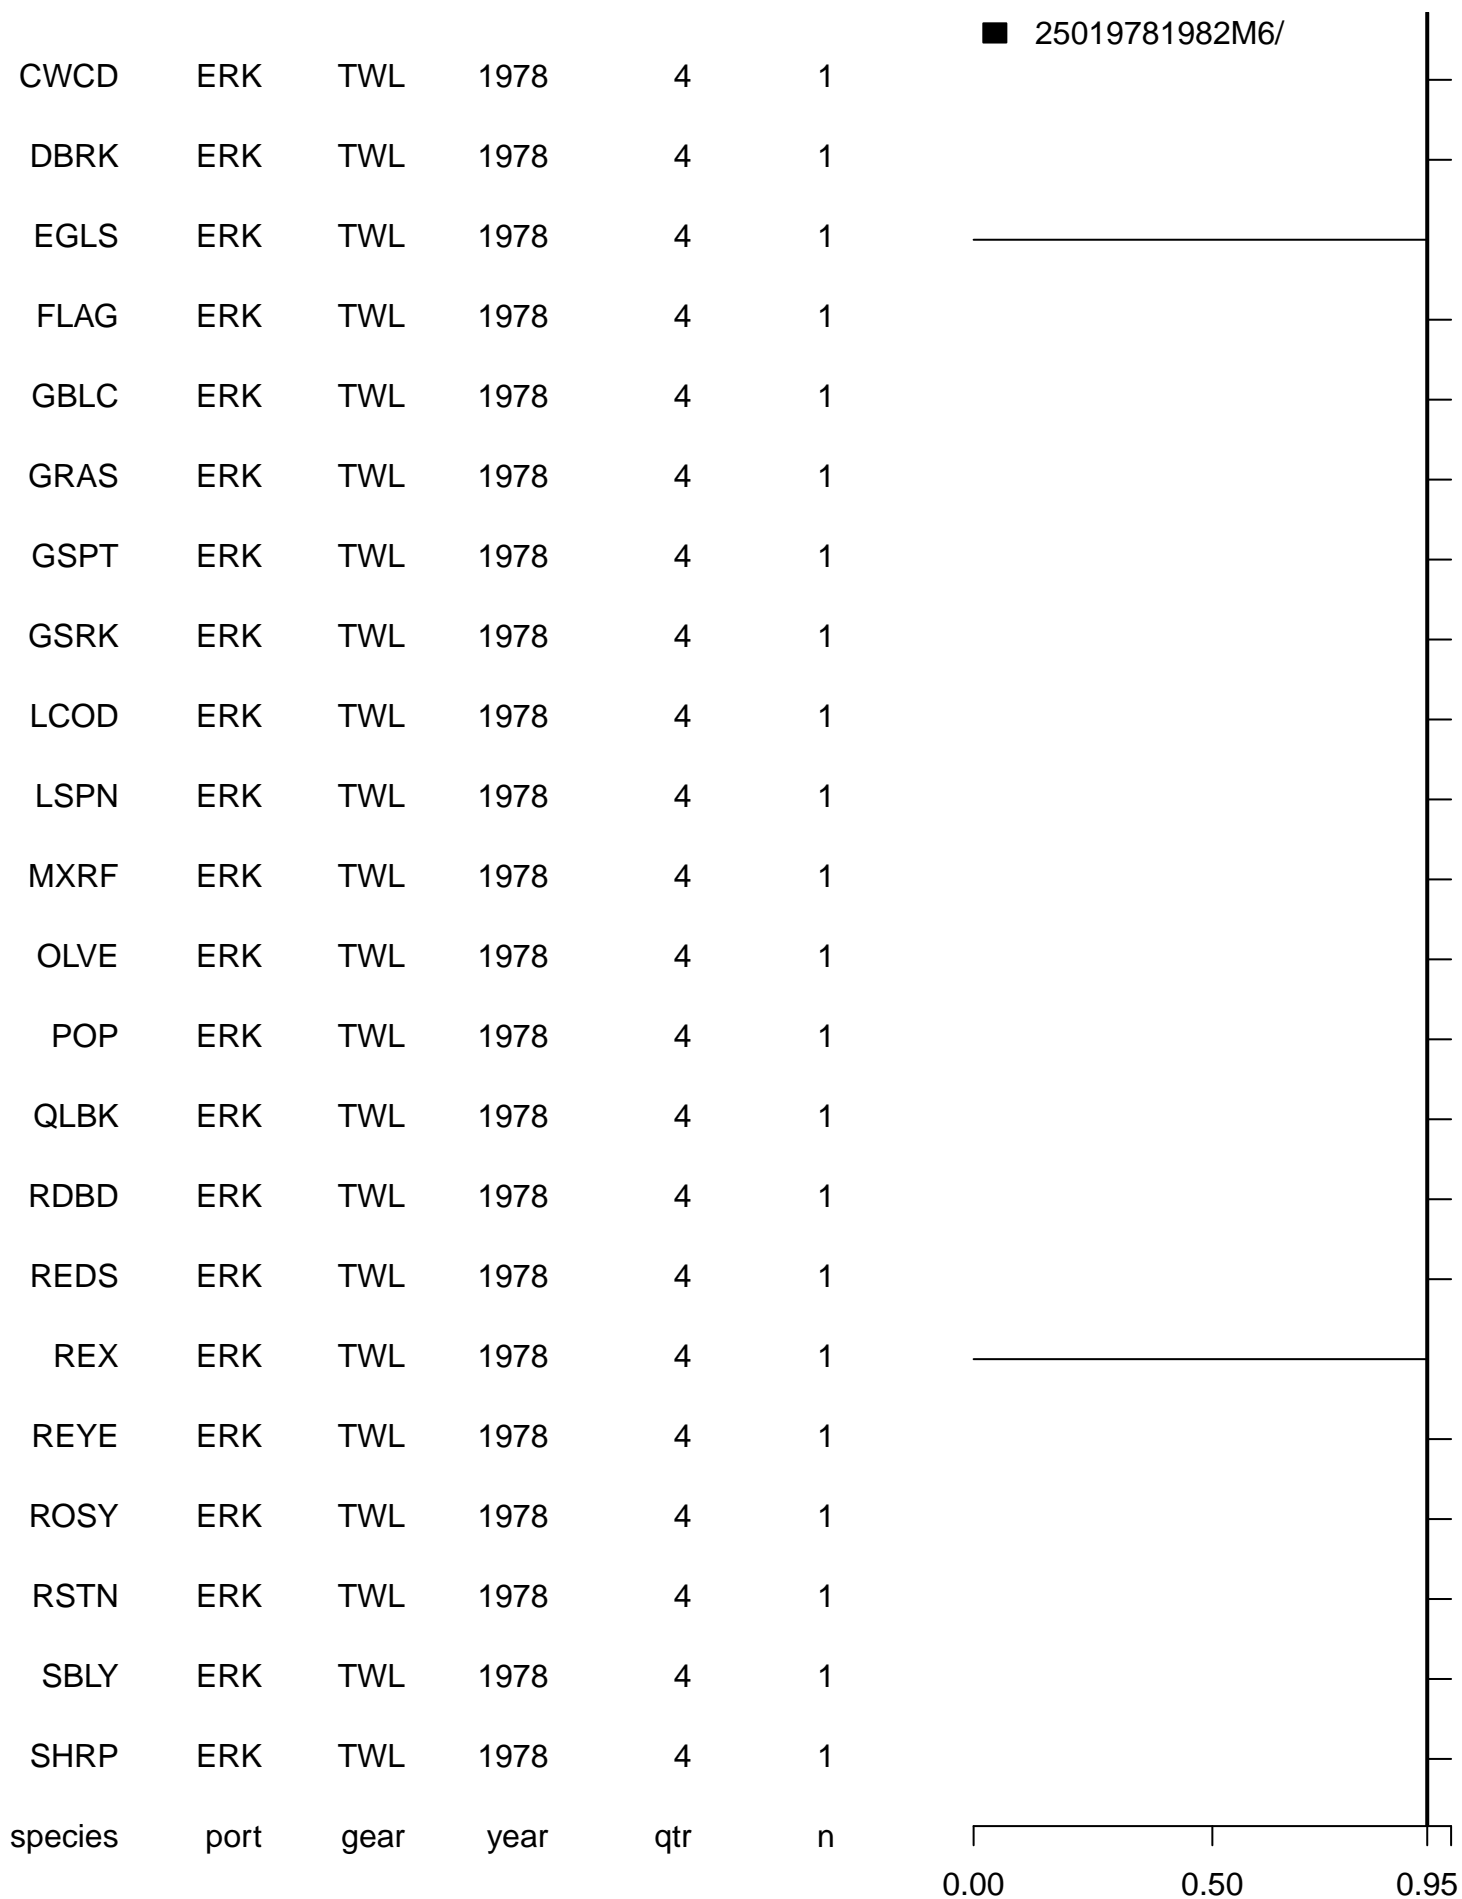 25019781982M6/
CWCD ERK TWL 1978 4 1
DBRK ERK TWL 1978 4 1
EGLS ERK TWL 1978 4 1
FLAG ERK TWL 1978 4 1
GBLC ERK TWL 1978 4 1
GRAS ERK TWL 1978 4 1
GSPT ERK TWL 1978 4 1
GSRK ERK TWL 1978 4 1
LCOD ERK TWL 1978 4 1
LSPN ERK TWL 1978 4 1
MXRF ERK TWL 1978 4 1
OLVE ERK TWL 1978 4 1
POP ERK TWL 1978 4 1
QLBK ERK TWL 1978 4 1
RDBD ERK TWL 1978 4 1
REDS ERK TWL 1978 4 1
REX ERK TWL 1978 4 1
REYE ERK TWL 1978 4 1
ROSY ERK TWL 1978 4 1
RSTN ERK TWL 1978 4 1
SBLY ERK TWL 1978 4 1
SHRP ERK TWL 1978 4 1
species port gear year qtr n
0.00 0.50 0.95